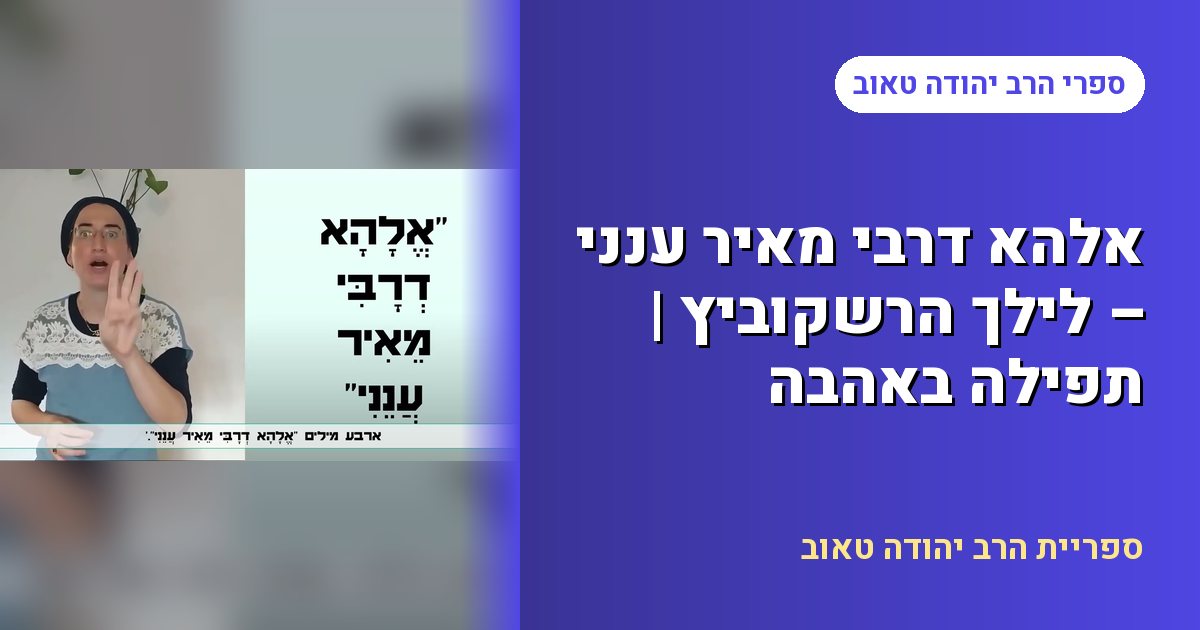 ספרי הרב יהודה טאוב
אלהא דרבי מאיר ענני
– לילך הרשקוביץ |
תפילה באהבה
ספריית הרב יהודה טאוב
"אֱלָהָא
דְרָבִּי
מֵאִיר
עֲנֵנִי"
ארבע מילים "אֱלָהָא דְרָבִּי מֵאִיר עֲנֵנִי".